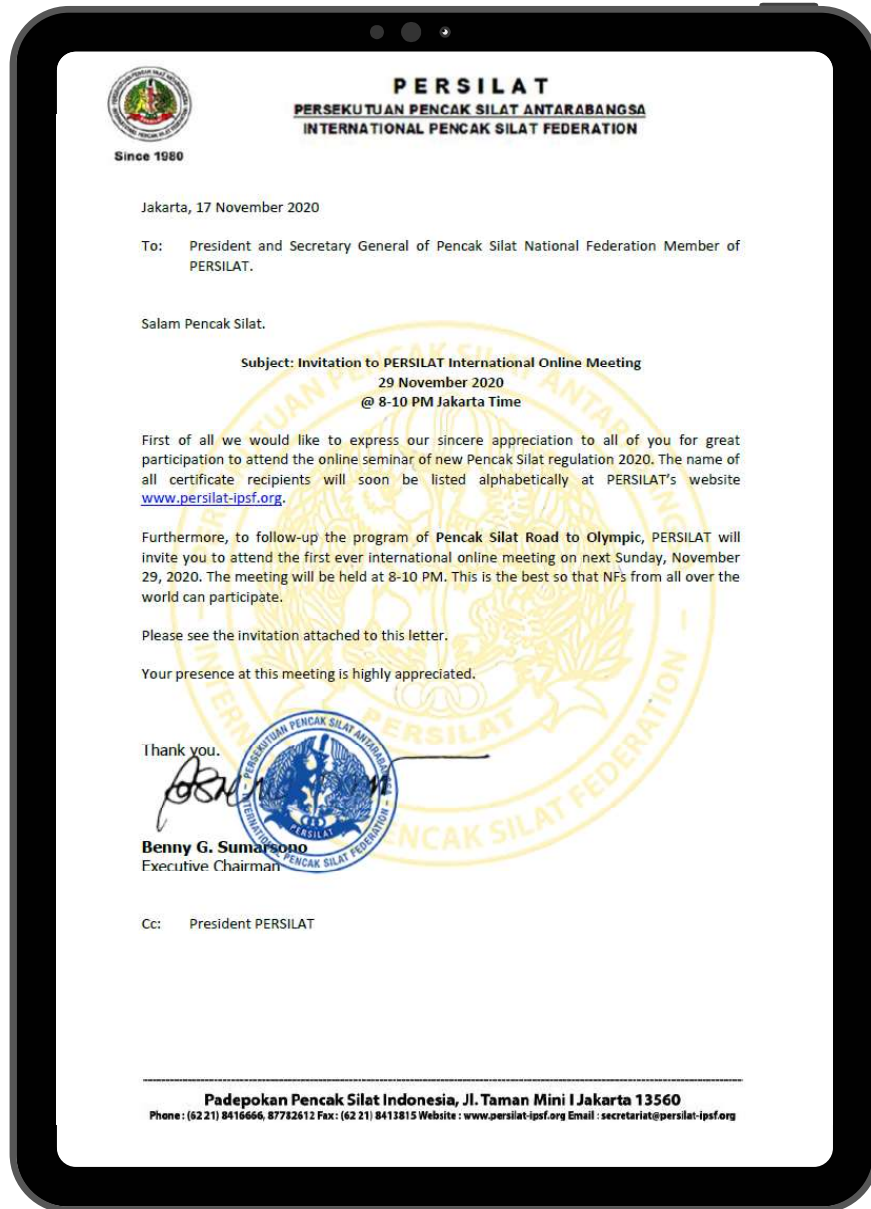 PERSILAT
PERSEKUTUAN PENCAK SILAT ANTARABANGSA
INTERNATIONAL PENCAK SILAT FEDERATION
Since 1980
Jakarta, 17 November 2020
To: President and Secretary General of Pencak Silat National Federation Member of
PERSILAT.
Salam Pencak Silat.
Subject: Invitation to PERSILAT International Online Meeting
29 November 2020
@ 8-10 PM Jakarta Time
First of all we would like to express our sincere appreciation to all of you for great
participation to attend the online seminar of new Pencak Silat regulation 2020. The name of
all certificate recipients will soon be listed alphabetically at PERSILAT's website
www.persilat-ipsf.org.
Furthermore, to follow-up the program of Pencak Silat Road to Olympic, PERSILAT will
invite you to attend the first ever international online meeting on next Sunday, November
29, 2020. The meeting will be held at 8-10 PM. This is the best so that NFs from all over the
world can participate.
Please see the invitation attached to this letter.
Your presence at this meeting is highly appreciated.
Thank you.
PERSEKUTUAN PENCAK SILAT ANTARABANGSA
PERSILAT
INTERNATIONAL PENCAK SILAT FEDERATION
Benny G. Sumarsono
Executive Chairman
Cc: President PERSILAT
Padepokan Pencak Silat Indonesia, Jl. Taman Mini I Jakarta 13560
Phone : (62 21) 8416666, 87782612 Fax : (62 21) 8413815 Website : www.persilat-ipsf.org Email : secretariat@persilat-ipsf.org